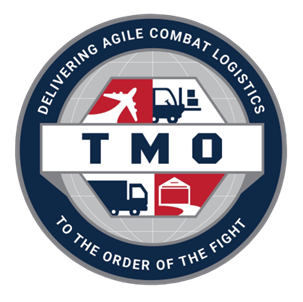 DELIVERING AGILE COMBAT LOGISTICS
TMO
TO THE ORDER OF THE FIGHT